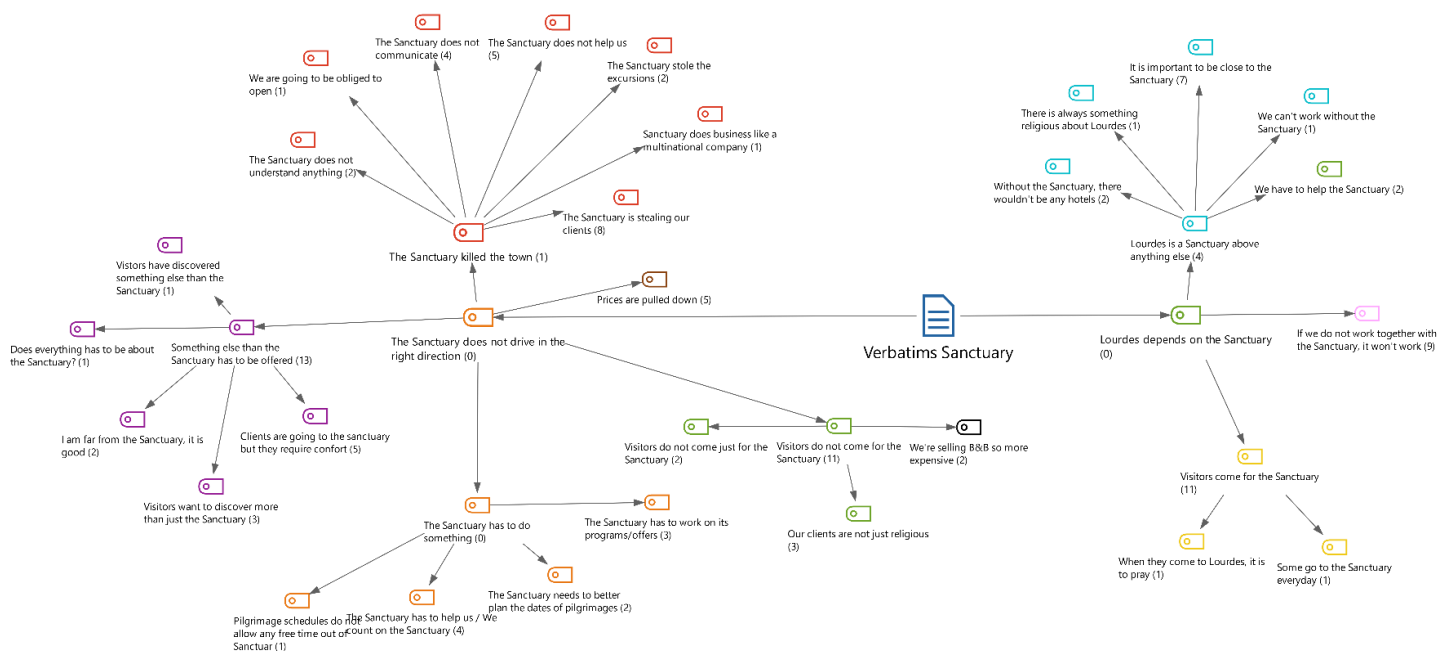 The Sanctuary does not
communicate (4)
The Sanctuary does not help us
(5)
The Sanctuary stole the
excursions (2)
We are going to be obliged to
open (1)
Sanctuary does business like a
multinational company (1)
The Sanctuary does not
understand anything (2)
The Sanctuary is stealing our
clients (8)
The Sanctuary killed the town (1)
It is important to be close to the
Sanctuary (7)
There is always something
religious about Lourdes (1)
We can't work without the
Sanctuary (1)
Without the Sanctuary, there
wouldn't be any hotels (2)
We have to help the Sanctuary (2)
Lourdes is a Sanctuary above
anything else (4)
Vistors have discovered
something else than the
Sanctuary (1)
Prices are pulled down (5)
Does everything has to be about
the Sanctuary? (1)
Something else than the
Sanctuary has to be offered (13)
The Sanctuary does not drive in the
right direction (0)
Verbatims Sanctuary
Lourdes depends on the Sanctuary
(0)
If we do not work together with
the Sanctuary, it won't work (9)
I am far from the Sanctuary, it is
good (2)
Clients are going to the sanctuary
but they require confort (5)
Visitors want to discover more
than just the Sanctuary (3)
Visitors do not come just for the
Sanctuary (2)
Visitors do not come for the
Sanctuary (11)
We're selling B&B so more
expensive (2)
Our clients are not just religious
(3)
Visitors come for the Sanctuary
(11)
When they come to Lourdes, it is
to pray (1)
Some go to the Sanctuary
everyday (1)
The Sanctuary has to do
something (0)
The Sanctuary has to work on its
programs/offers (3)
The Sanctuary needs to better
plan the dates of pilgrimages (2)
Pilgrimage schedules do not
allow any free time out of
Sanctuar (1)
The Sanctuary has to help us / We
count on the Sanctuary (4)